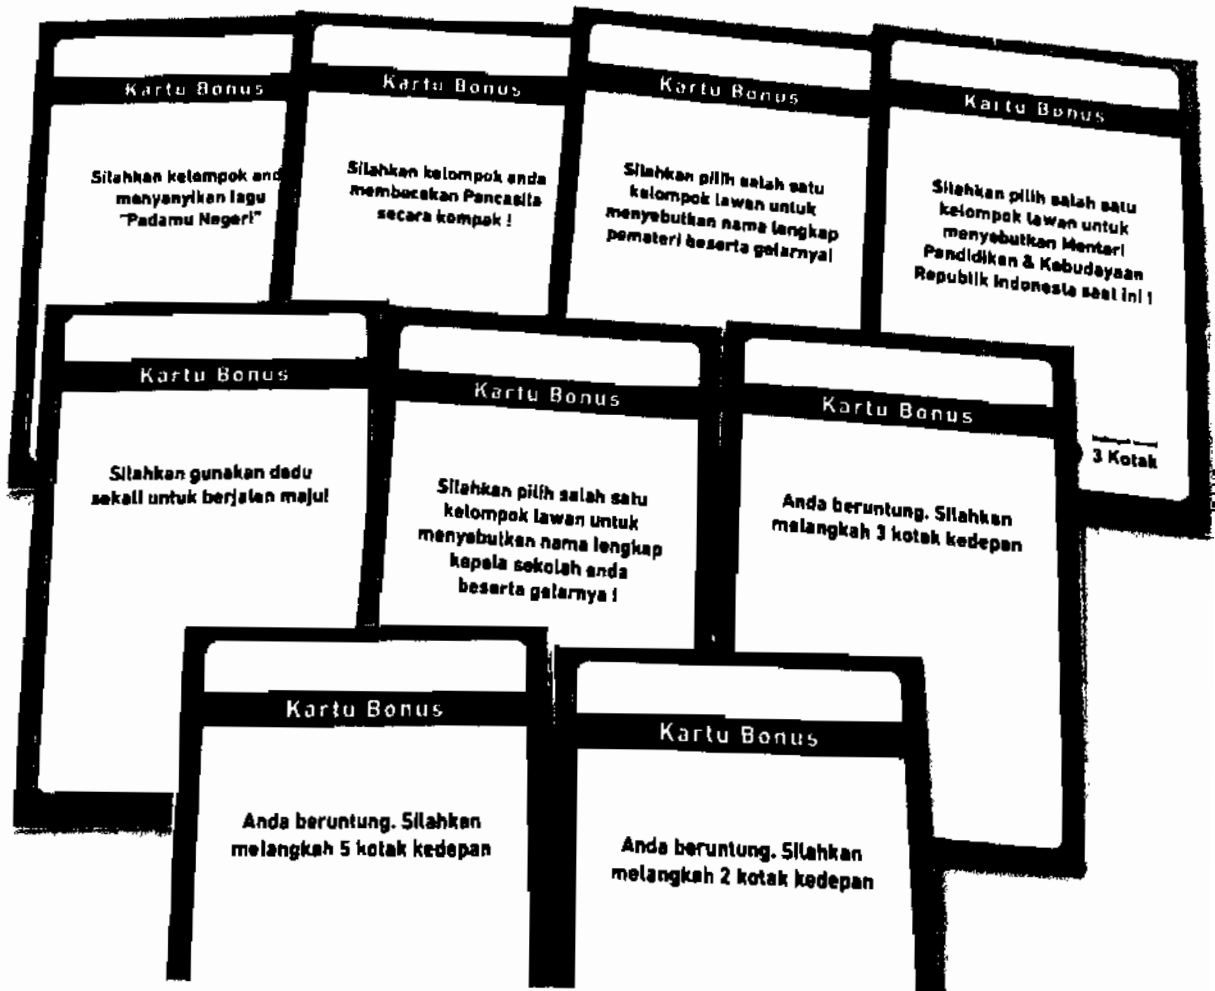 Kartu Bonus
Silahkan kelompok and
menyanyikan lagu
"Padamu Negeri"
Kartu Bonus
Silahkan kelompok anda
membacakan Pancasila
secara kompak !
Kartu Bonus
Silahkan pilih salah satu
kelompok lawan untuk
menyebutkan nama lengkap
pemateri beserta gelarnya!
Kartu Bonus
Silahkan pilih salah satu
kelompok lawan untuk
menyebutkan Menteri
Pendidikan & Kebudayaan
Republik Indonesia saat ini !
3 Kotak
Kartu Bonus
Silahkan gunakan dadu
sekali untuk berjalan maju!
Kartu Bonus
Silahkan pilih salah satu
kelompok lawan untuk
menyebutkan nama lengkap
kepala sekolah anda
beserta gelarnya !
Kartu Bonus
Anda beruntung. Silahkan
melangkah 3 kotak kedepan
Kartu Bonus
Anda beruntung. Silahkan
melangkah 5 kotak kedepan
Kartu Bonus
Anda beruntung. Silahkan
melangkah 2 kotak kedepan